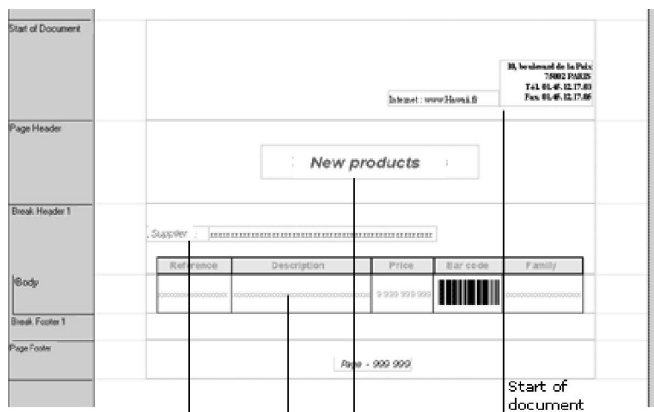 Start of Document
10, boulevard de la Paix
75002 PARIS
Tél. 01.45.12.17.03
Fax. 01.45.12.17.06
Internet : www.Hawaii.fr
Page Header
New products
Break Header 1
Supplier :
Reference Description Price Bar code Family
Body
9 999 999 999
Break Footer 1
Page Footer
Page - 999 999
Start of
document